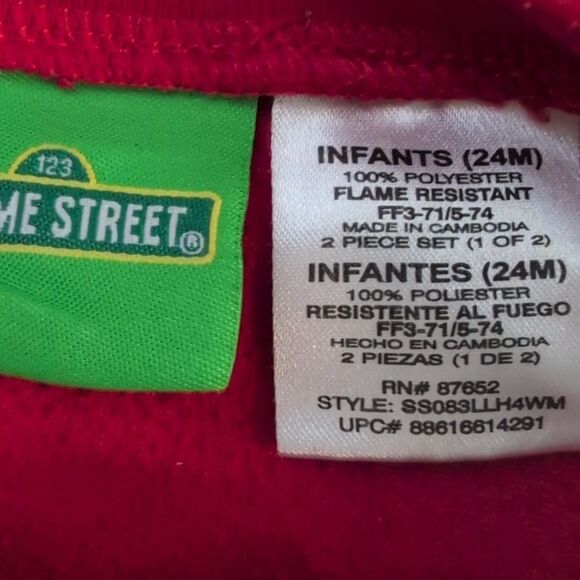 123
ME STREET®
INFANTS (24M)
100% POLYESTER
FLAME RESISTANT
FF3-71/5-74
MADE IN CAMBODIA
2 PIECE SET (1 OF 2)
INFANTES (24M)
100% POLIESTER
RESISTENTE AL FUEGO
FF3-71/5-74
HECHO EN CAMBODIA
2 PIEZAS (1 DE 2)
RN# 87652
STYLE: SS083LLH4WM
UPC# 88616614291